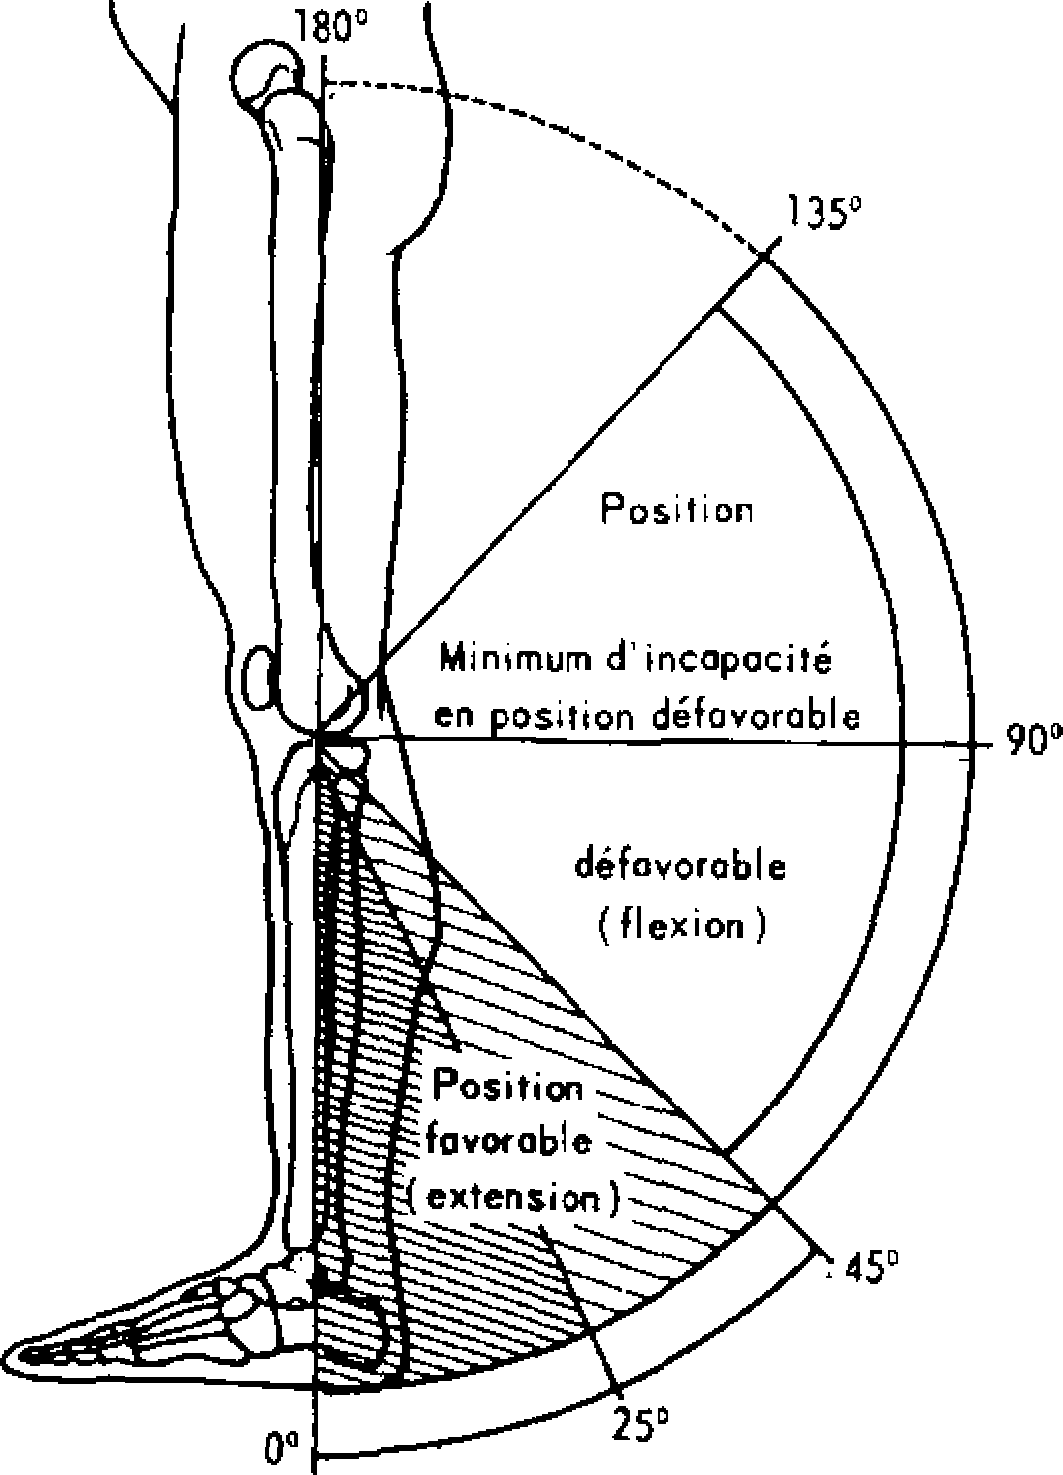 180°
135°
Position
Minimum d'incapacité
en position défavorable
90°
défavorable
(flexion)
Position
favorable
(extension)
45°
25°
0°